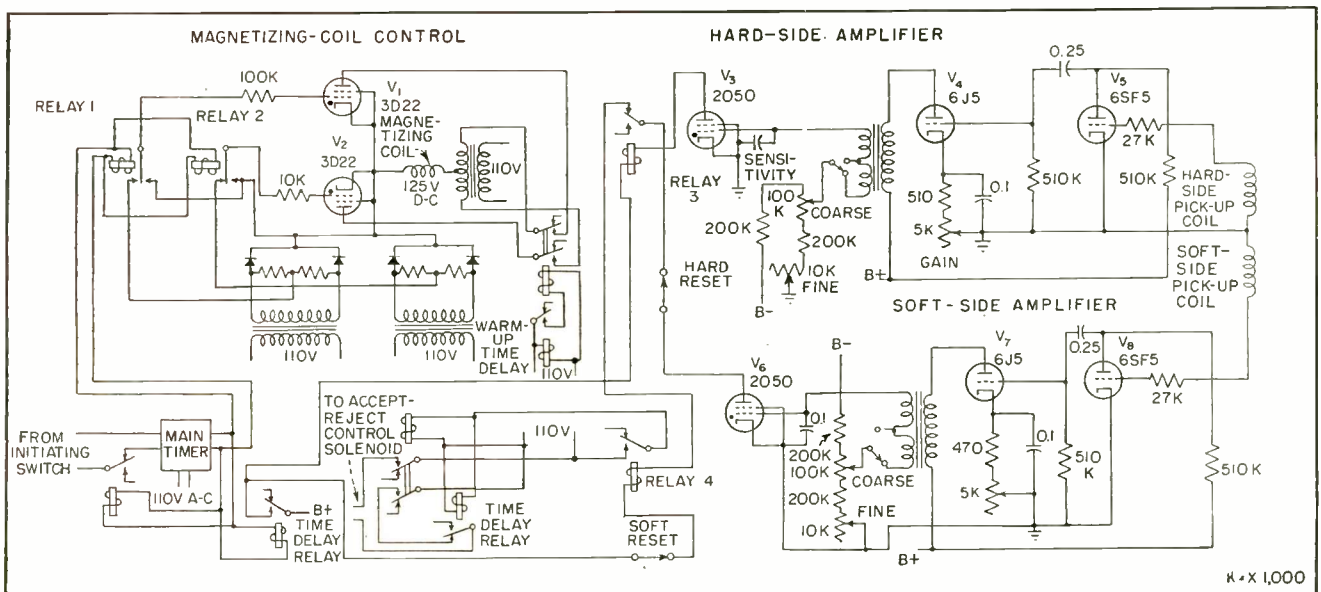 MAGNETIZING-COIL CONTROL
HARD-SIDE AMPLIFIER
RELAY 1
100K
RELAY 2
V1
3D22
MAGNE-
TIZING
COIL
V2
3D22
10K
125 V
D-C
110V
110V
110V
WARM-
UP
TIME
DELAY
110V
V3
2050
SENSI-
TIVITY
RELAY
3
100
K
COARSE
200K
200K
10K
FINE
B-
HARD
RESET
V4
6J5
510
0.1
5K
GAIN
0.25
V5
6SF5
27K
510K
510K
HARD-
SIDE
PICK-UP
COIL
B+
SOFT-
SIDE
PICK-UP
COIL
SOFT-SIDE AMPLIFIER
FROM
INITIATING
SWITCH
MAIN
TIMER
110V A-C
B+
TIME
DELAY
RELAY
TO ACCEPT-
REJECT
CONTROL
SOLENOID
110V
TIME
DELAY
RELAY
RELAY 4
SOFT
RESET
V6
2050
B-
0.1
200K
100K
COARSE
200K
FINE
10K
V7
6J5
470
0.1
5K
510
K
0.25
V8
6SF5
27K
510K
B+
K=X 1,000